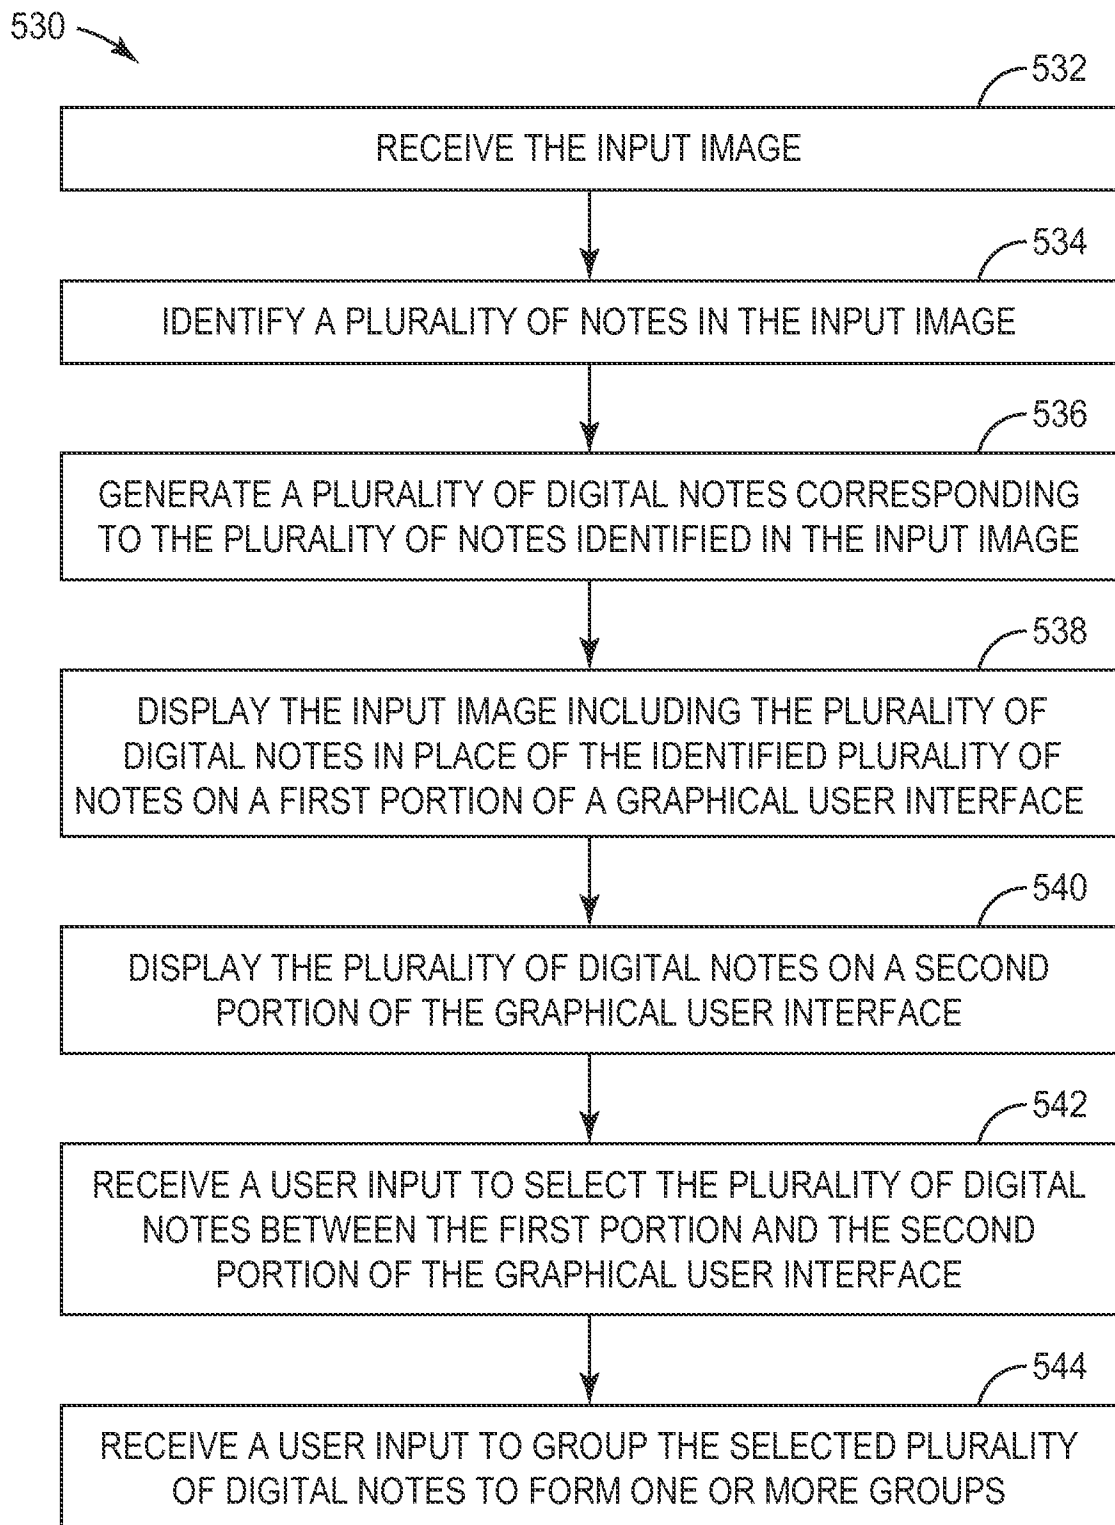 530
532
RECEIVE THE INPUT IMAGE
534
IDENTIFY A PLURALITY OF NOTES IN THE INPUT IMAGE
536
GENERATE A PLURALITY OF DIGITAL NOTES CORRESPONDING
TO THE PLURALITY OF NOTES IDENTIFIED IN THE INPUT IMAGE
538
DISPLAY THE INPUT IMAGE INCLUDING THE PLURALITY OF
DIGITAL NOTES IN PLACE OF THE IDENTIFIED PLURALITY OF
NOTES ON A FIRST PORTION OF A GRAPHICAL USER INTERFACE
540
DISPLAY THE PLURALITY OF DIGITAL NOTES ON A SECOND
PORTION OF THE GRAPHICAL USER INTERFACE
542
RECEIVE A USER INPUT TO SELECT THE PLURALITY OF DIGITAL
NOTES BETWEEN THE FIRST PORTION AND THE SECOND
PORTION OF THE GRAPHICAL USER INTERFACE
544
RECEIVE A USER INPUT TO GROUP THE SELECTED PLURALITY
OF DIGITAL NOTES TO FORM ONE OR MORE GROUPS